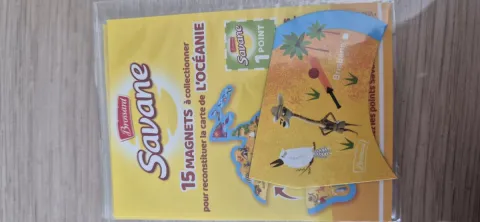 Brossard
Savane
15 MAGNETS à collectionner
pour reconstituer la carte de L'OCÉANIE
Brossard
Savane
1 POINT